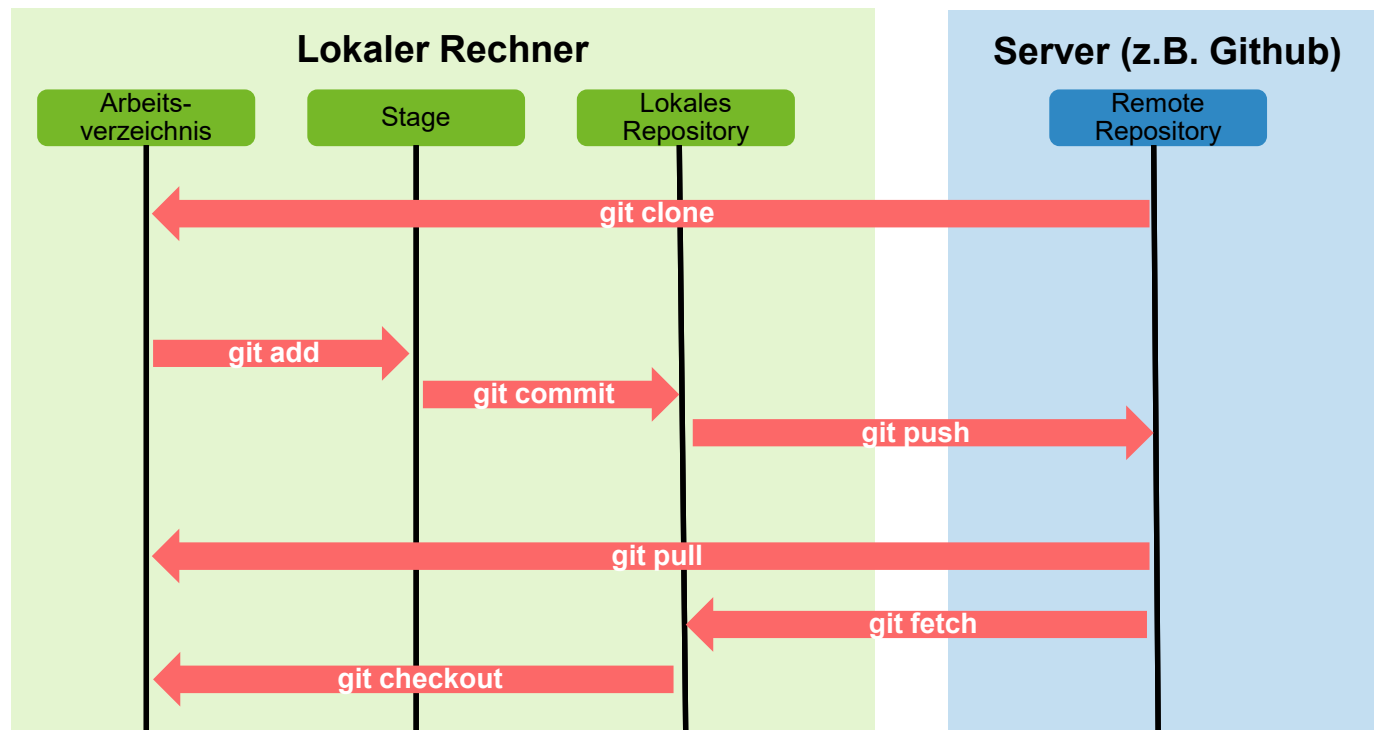 Lokaler Rechner
Server (z.B. Github)
Arbeits-
verzeichnis
Stage
Lokales
Repository
Remote
Repository
git clone
git add
git commit
git push
git pull
git fetch
git checkout